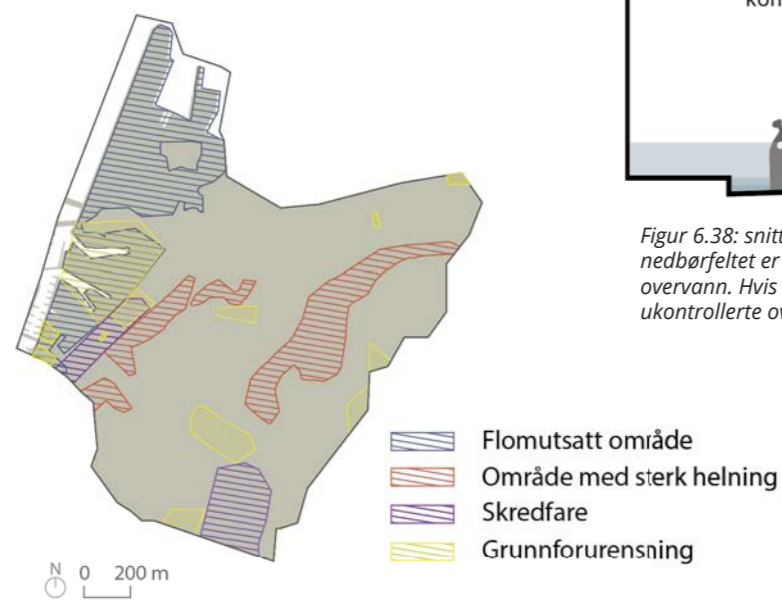 Figur 6.38: snitt
nedbørfeltet er
overvann. Hvis
ukontrollerte ov
Flomutsatt område
Område med sterk helning
Skredfare
Grunnforurensning
N 0 200 m